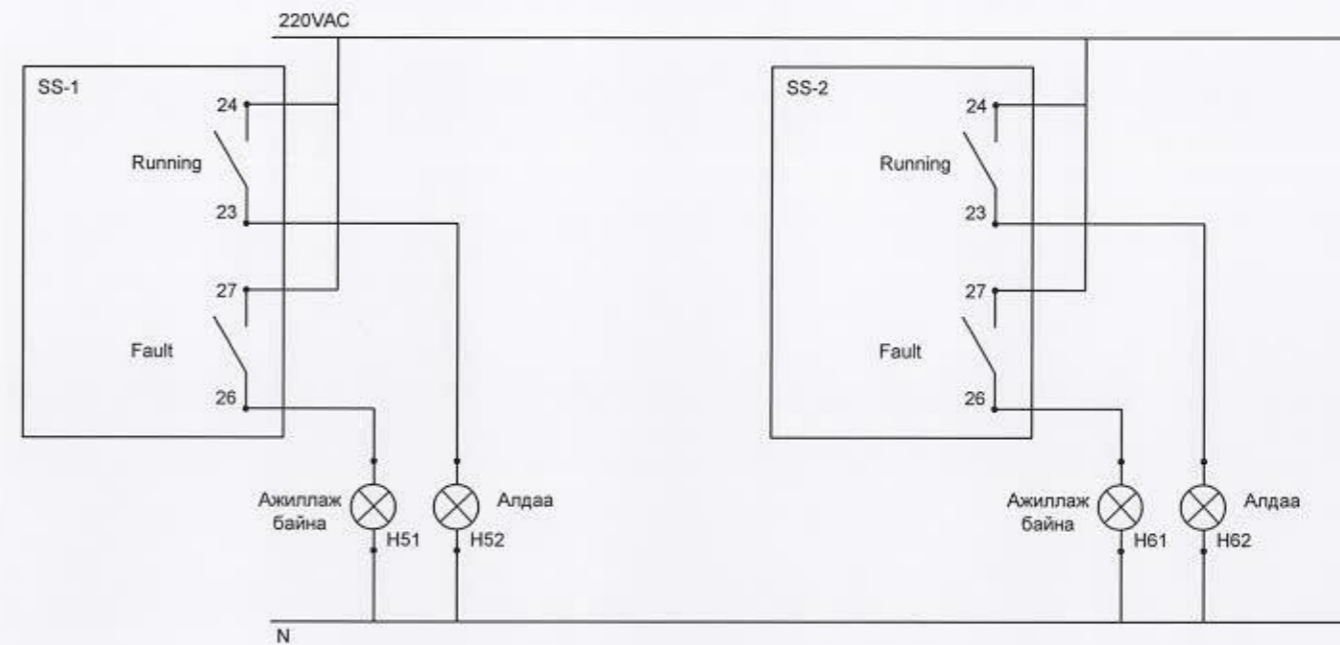 220VAC
SS-1
24
Running
23
27
Fault
26
Ажиллаж
байна
H51
H52
Алдаа
SS-2
24
Running
23
27
Fault
26
Ажиллаж
байна
H61
H62
Алдаа
N